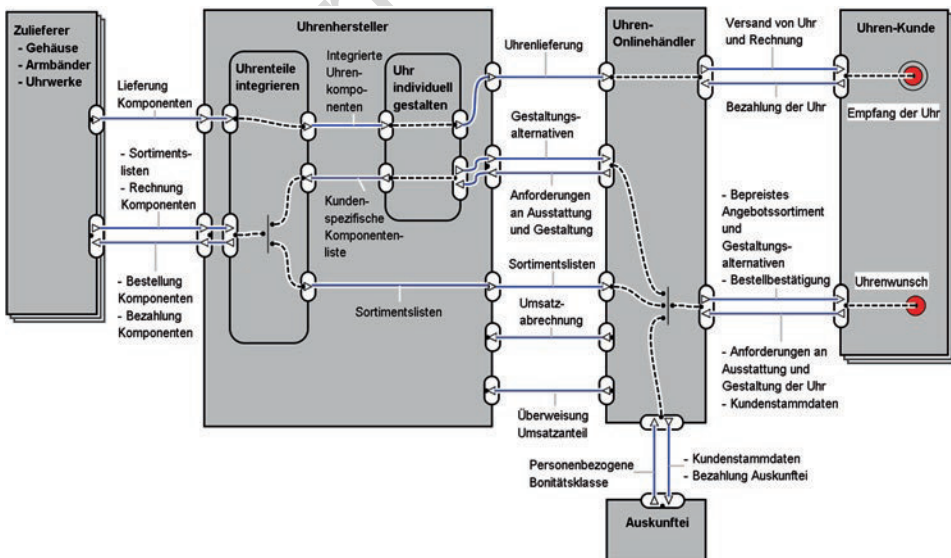 Zulieferer
- Gehäuse
- Armbänder
- Uhrwerke
Lieferung
Komponenten
- Sortiments-
listen
- Rechnung
Komponenten
- Bestellung
Komponenten
- Bezahlung
Komponenten
Uhrenhersteller
Uhrenteile
integrieren
Integrierte
Uhren-
kompo-
nenten
Uhr
individuell
gestalten
Kunden-
spezifische
Komponenten-
liste
Sortimentslisten
Uhrenlieferung
Gestaltungs-
alternativen
Anforderungen
an Ausstattung
und Gestaltung
Sortimentslisten
Umsatz-
abrechnung
Überweisung
Umsatzanteil
Uhren-
Onlinehändler
Personenbezogene
Bonitätsklasse
- Kundenstammdaten
- Bezahlung Auskunftei
Auskunftei
Versand von Uhr
und Rechnung
Bezahlung der Uhr
- Bepreistes
Angebotssortiment
und
Gestaltungs-
alternativen
- Bestellbestätigung
- Anforderungen an
Ausstattung und
Gestaltung der Uhr
- Kundenstammdaten
Uhren-Kunde
Empfang der Uhr
Uhrenwunsch